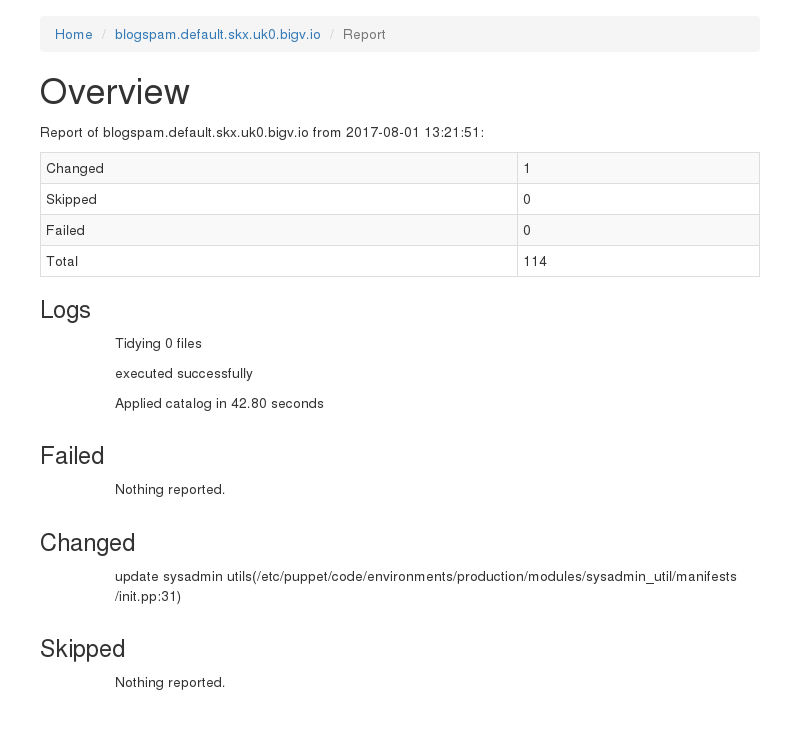 Home / blogspam.default.skx.uk0.bigv.io / Report
Overview
Report of blogspam.default.skx.uk0.bigv.io from 2017-08-01 13:21:51:
Changed 1
Skipped 0
Failed 0
Total 114
Logs
Tidying 0 files
executed successfully
Applied catalog in 42.80 seconds
Failed
Nothing reported.
Changed
update sysadmin utils(/etc/puppet/code/environments/production/modules/sysadmin_util/manifests
/init.pp:31)
Skipped
Nothing reported.